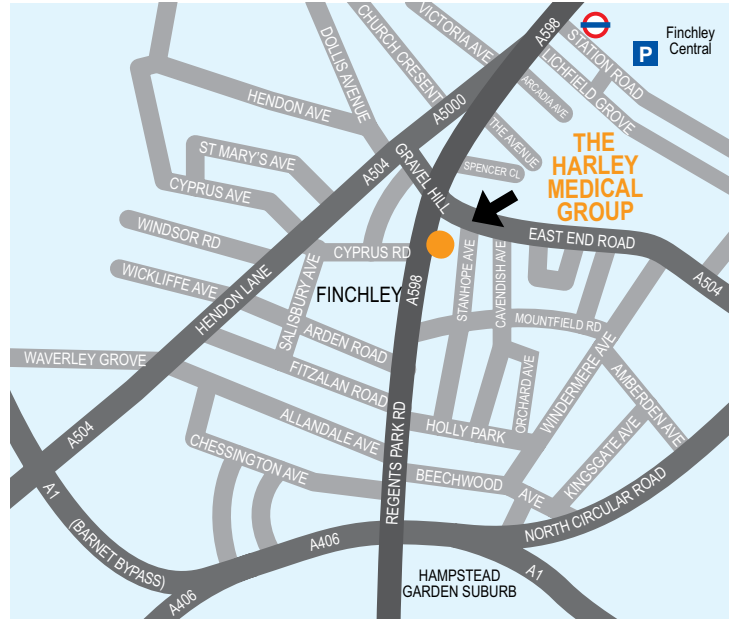 A598
STATION ROAD
P
Finchley
Central
VICTORIA AVE
CHURCH CRESENT
DOLLIS AVENUE
LICHFIELD GROVE
ARCADIA AVE
HENDON AVE
A5000
THE AVENUE
THE
HARLEY
MEDICAL
GROUP
ST MARY'S AVE
A504
GRAVEL HILL
SPENCER CL
CYPRUS AVE
WINDSOR RD
CYPRUS RD
EAST END ROAD
A504
WICKLIFFE AVE
HENDON LANE
SALISBURY AVE
FINCHLEY
A598
STANHOPE AVE
CAVENDISH AVE
MOUNTFIELD RD
ARDEN ROAD
WAVERLEY GROVE
FITZALAN ROAD
ORCHARD AVE
WINDERMERE AVE
AMBERDEN AVE
ALLANDALE AVE
HOLLY PARK
A504
CHESSINGTON AVE
REGENTS PARK RD
BEECHWOOD
AVE
KINGSGATE AVE
A1
(BARNET BYPASS)
NORTH CIRCULAR ROAD
A406
A406
A1
HAMPSTEAD
GARDEN SUBURB